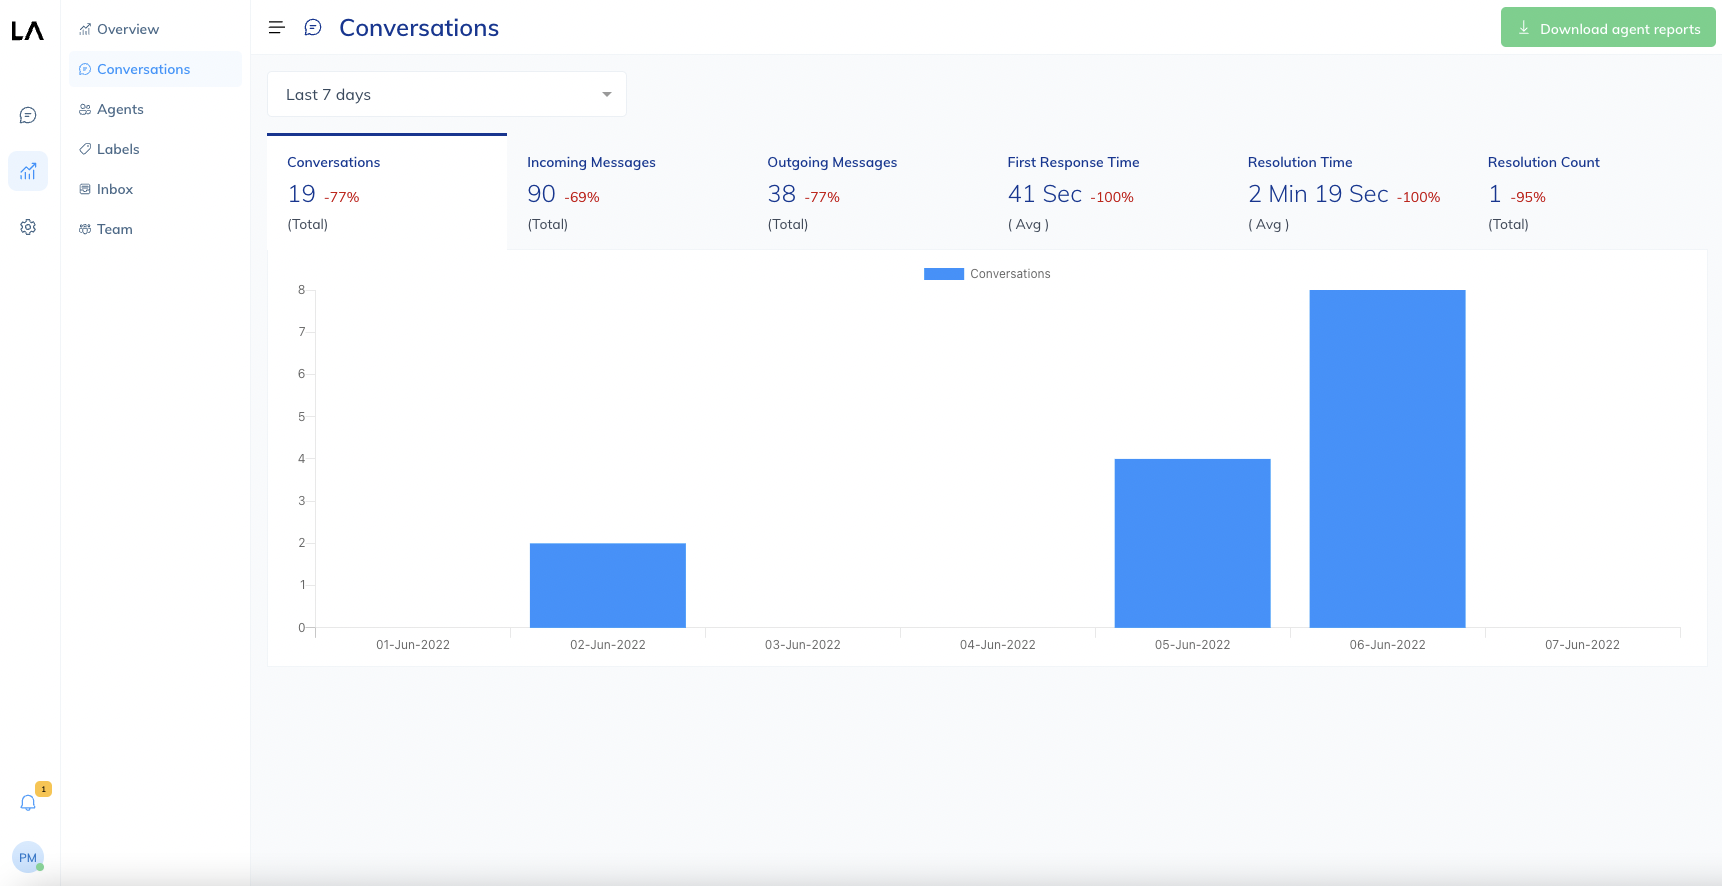 LA
Overview
Conversations
Agents
Labels
Inbox
Team
1
PM
Conversations
Download agent reports
Last 7 days
Conversations
19 -77%
(Total)
Incoming Messages
90 -69%
(Total)
Outgoing Messages
38 -77%
(Total)
First Response Time
41 Sec -100%
( Avg )
Resolution Time
2 Min 19 Sec -100%
( Avg )
Resolution Count
1 -95%
(Total)
Conversations
8
7
6
5
4
3
2
1
0
01-Jun-2022 02-Jun-2022 03-Jun-2022 04-Jun-2022 05-Jun-2022 06-Jun-2022 07-Jun-2022